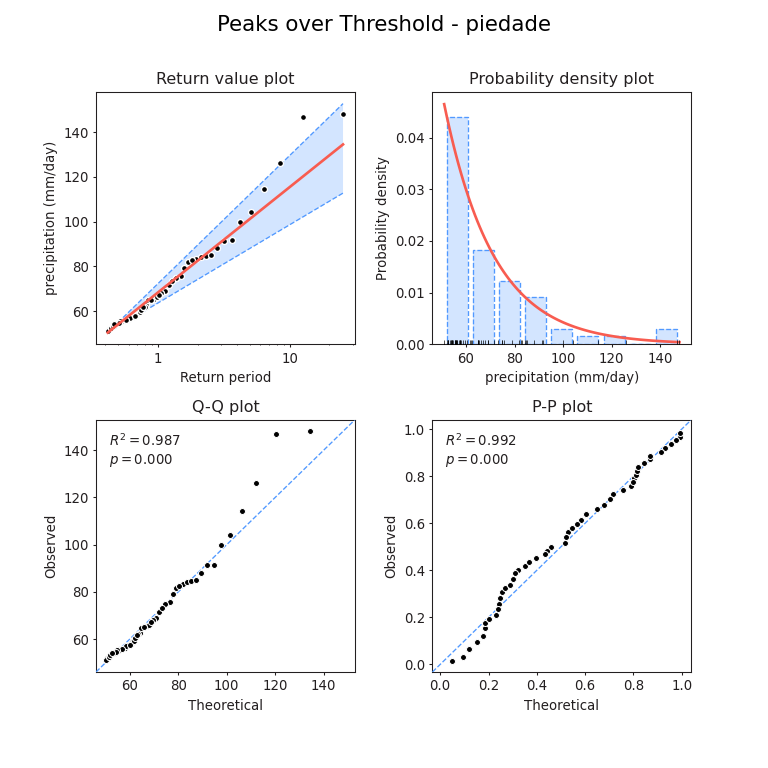 Peaks over Threshold - piedade
Return value plot
precipitation (mm/day)
140
120
100
80
60
1
10
Return period
Probability density plot
Probability density
0.04
0.03
0.02
0.01
0.00
60
80
100
120
140
precipitation (mm/day)
Q-Q plot
R² = 0.987
p = 0.000
Observed
140
120
100
80
60
60
80
100
120
140
Theoretical
P-P plot
R² = 0.992
p = 0.000
Observed
1.0
0.8
0.6
0.4
0.2
0.0
0.0
0.2
0.4
0.6
0.8
1.0
Theoretical